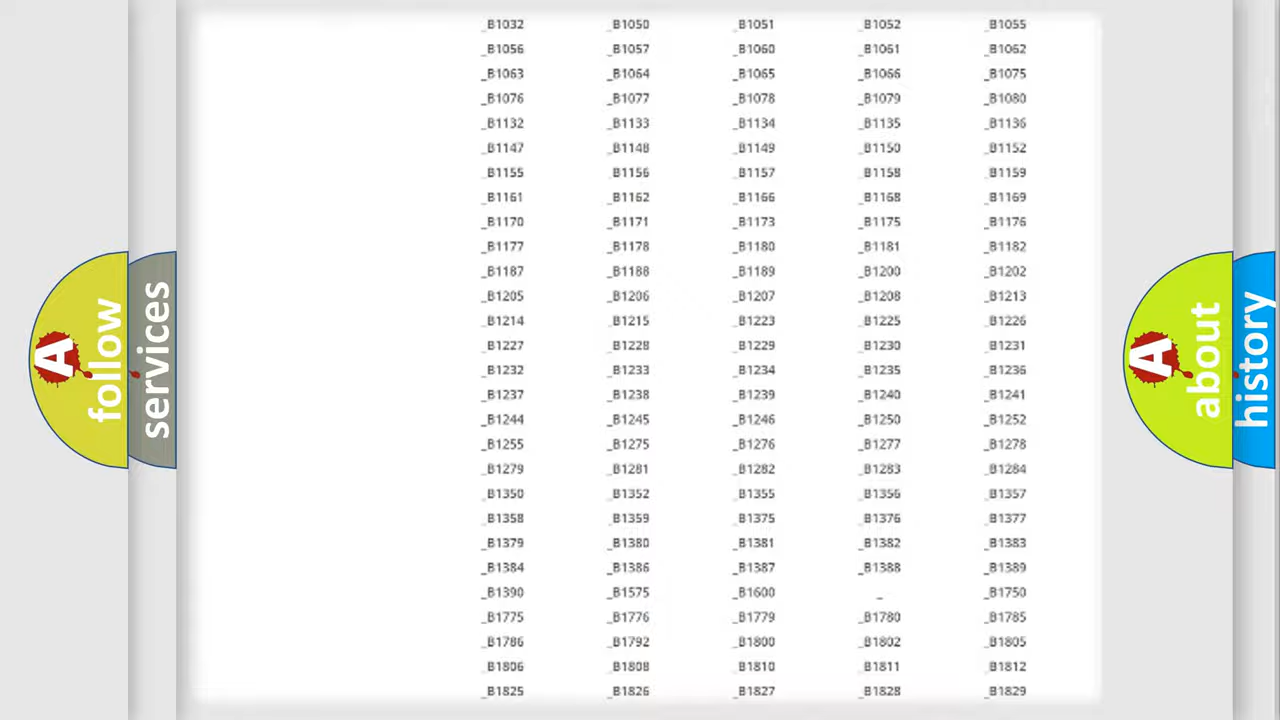 _B1032 _B1050 _B1051 _B1052 _B1055
_B1056 _B1057 _B1060 _B1061 _B1062
_B1063 _B1064 _B1065 _B1066 _B1075
_B1076 _B1077 _B1078 _B1079 _B1080
_B1132 _B1133 _B1134 _B1135 _B1136
_B1147 _B1148 _B1149 _B1150 _B1152
_B1155 _B1156 _B1157 _B1158 _B1159
_B1161 _B1162 _B1166 _B1168 _B1169
_B1170 _B1171 _B1173 _B1175 _B1176
_B1177 _B1178 _B1180 _B1181 _B1182
_B1187 _B1188 _B1189 _B1200 _B1202
_B1205 _B1206 _B1207 _B1208 _B1213
_B1214 _B1215 _B1223 _B1225 _B1226
_B1227 _B1228 _B1229 _B1230 _B1231
_B1232 _B1233 _B1234 _B1235 _B1236
_B1237 _B1238 _B1239 _B1240 _B1241
_B1244 _B1245 _B1246 _B1250 _B1252
_B1255 _B1275 _B1276 _B1277 _B1278
_B1279 _B1281 _B1282 _B1283 _B1284
_B1350 _B1352 _B1355 _B1356 _B1357
_B1358 _B1359 _B1375 _B1376 _B1377
_B1379 _B1380 _B1381 _B1382 _B1383
_B1384 _B1386 _B1387 _B1388 _B1389
_B1390 _B1575 _B1600 _ _B1750
_B1775 _B1776 _B1779 _B1780 _B1785
_B1786 _B1792 _B1800 _B1802 _B1805
_B1806 _B1808 _B1810 _B1811 _B1812
_B1825 _B1826 _B1827 _B1828 _B1829
A
follow
services
A
about
history